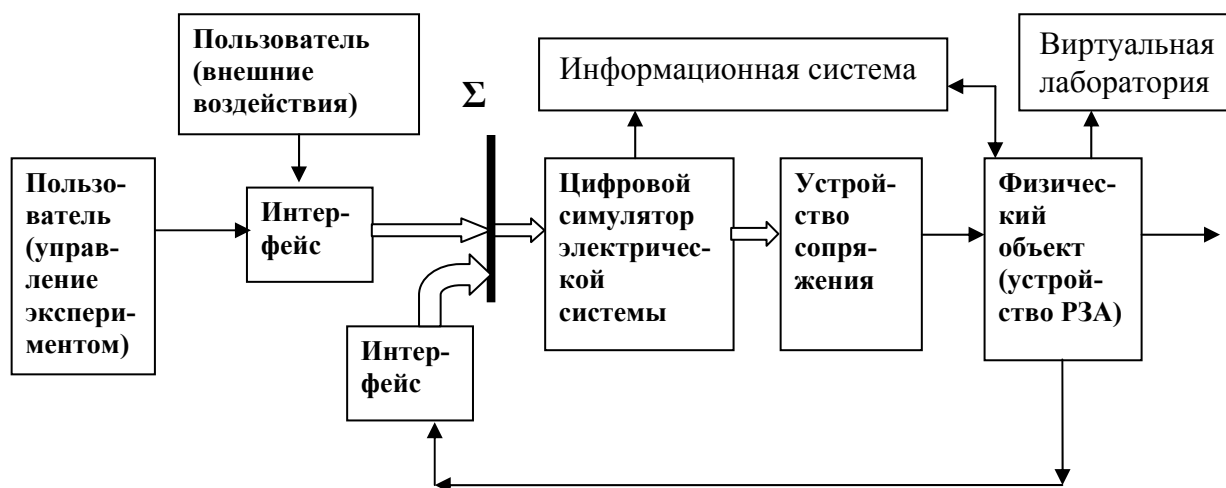 Пользователь
(внешние
воздействия)
Σ
Информационная система
Виртуальная
лаборатория
Пользо-
ватель
(управ-
ление
экспери-
ментом)
Интер-
фейс
Цифровой
симулятор
электричес-
кой
системы
Устрой-
ство
сопря-
жения
Физичес-
кий
объект
(устрой-
ство РЗА)
Интер-
фейс